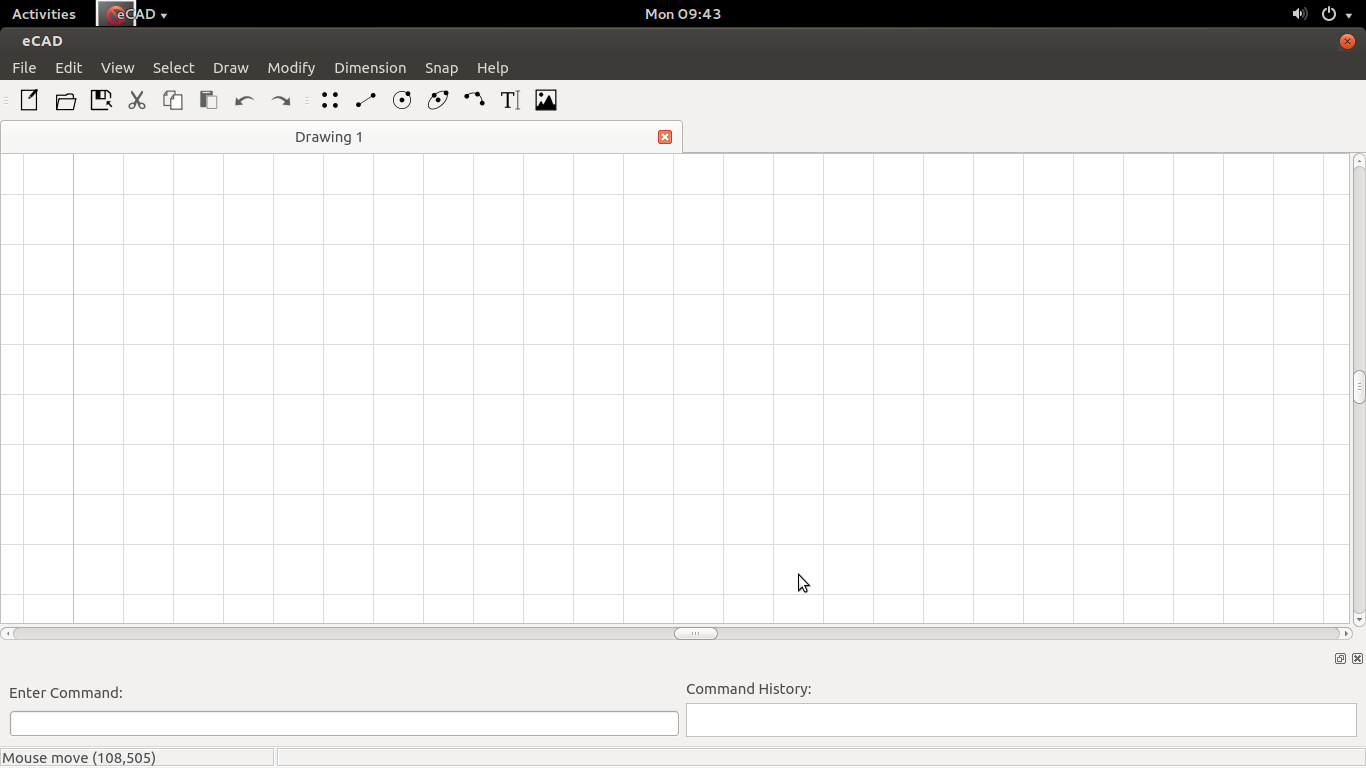 Activities eCAD Mon 09:43
eCAD
File Edit View Select Draw Modify Dimension Snap Help
T
Drawing 1
Enter Command:
Command History:
Mouse move (108,505)